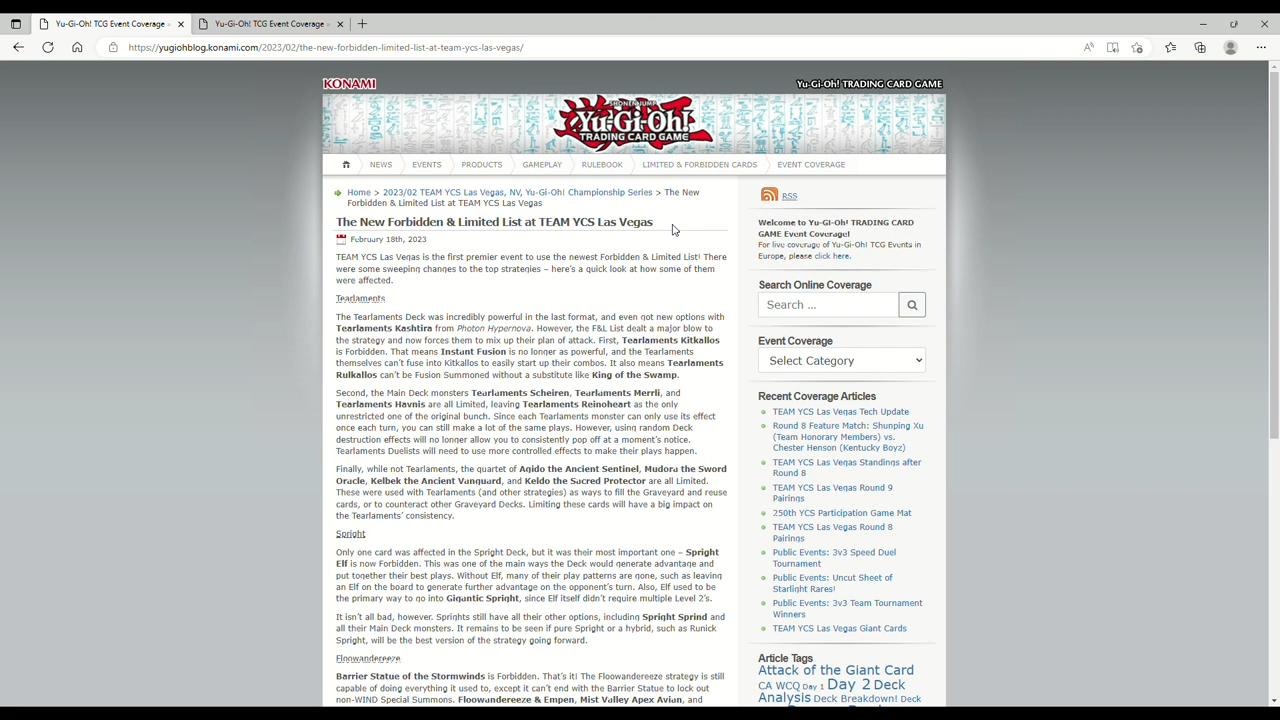 Yu-Gi-Oh! TCG Event Coverage
Yu-Gi-Oh! TCG Event Coverage
https://yugiohblog.konami.com/2023/02/the-new-forbidden-limited-list-at-team-ycs-las-vegas/
KONAMI
Yu-Gi-Oh! TRADING CARD GAME
SHONEN JUMP
Yu-Gi-Oh!
TRADING CARD GAME
NEWS EVENTS PRODUCTS GAMEPLAY RULEBOOK LIMITED & FORBIDDEN CARDS EVENT COVERAGE
Home > 2023/02 TEAM YCS Las Vegas, NV, Yu-Gi-Oh! Championship Series > The New
Forbidden & Limited List at TEAM YCS Las Vegas
The New Forbidden & Limited List at TEAM YCS Las Vegas
February 18th, 2023
TEAM YCS Las Vegas is the first premier event to use the newest Forbidden & Limited List! There
were some sweeping changes to the top strategies – here's a quick look at how some of them
were affected.
Tearlaments
The Tearlaments Deck was incredibly powerful in the last format, and even got new options with
Tearlaments Kashtira from Photon Hypernova. However, the F&L List dealt a major blow to
the strategy and now forces them to mix up their plan of attack. First, Tearlaments Kitkallos
is Forbidden. That means Instant Fusion is no longer as powerful, and the Tearlaments
themselves can't fuse into Kitkallos to easily start up their combos. It also means Tearlaments
Rulkallos can't be Fusion Summoned without a substitute like King of the Swamp.
Second, the Main Deck monsters Tearlaments Scheiren, Tearlaments Merrli, and
Tearlaments Havnis are all Limited, leaving Tearlaments Reinoheart as the only
unrestricted one of the original bunch. Since each Tearlaments monster can only use its effect
once each turn, you can still make a lot of the same plays. However, using random Deck
destruction effects will no longer allow you to consistently pop off at a moment's notice.
Tearlaments Duelists will need to use more controlled effects to make their plays happen.
Finally, while not Tearlaments, the quartet of Agido the Ancient Sentinel, Mudora the Sword
Oracle, Kelbek the Ancient Vanguard, and Keldo the Sacred Protector are all Limited.
These were used with Tearlaments (and other strategies) as ways to fill the Graveyard and reuse
cards, or to counteract other Graveyard Decks. Limiting these cards will have a big impact on
the Tearlaments' consistency.
Spright
Only one card was affected in the Spright Deck, but it was their most important one – Spright
Elf is now Forbidden. This was one of the main ways the Deck would generate advantage and
put together their best plays. Without Elf, many of their play patterns are gone, such as leaving
an Elf on the board to generate further advantage on the opponent's turn. Also, Elf used to be
the primary way to go into Gigantic Spright, since Elf itself didn't require multiple Level 2's.
It isn't all bad, however. Sprights still have all their other options, including Spright Sprind and
all their Main Deck monsters. It remains to be seen if pure Spright or a hybrid, such as Runick
Spright, will be the best version of the strategy going forward.
Floowandereeze
Barrier Statue of the Stormwinds is Forbidden. That's it! The Floowandereeze strategy is still
capable of doing everything it used to, except it can't end with the Barrier Statue to lock out
non-WIND Special Summons. Floowandereeze & Empen, Mist Valley Apex Avian, and
RSS
Welcome to Yu-Gi-Oh! TRADING CARD
GAME Event Coverage!
For live coverage of Yu-Gi-Oh! TCG Events in
Europe, please click here.
Search Online Coverage
Search ...
Event Coverage
Select Category
Recent Coverage Articles
TEAM YCS Las Vegas Tech Update
Round 8 Feature Match: Shunping Xu
(Team Honorary Members) vs.
Chester Henson (Kentucky Boyz)
TEAM YCS Las Vegas Standings after
Round 8
TEAM YCS Las Vegas Round 9
Pairings
250th YCS Participation Game Mat
TEAM YCS Las Vegas Round 8
Pairings
Public Events: 3v3 Speed Duel
Tournament
Public Events: Uncut Sheet of
Starlight Rares!
Public Events: 3v3 Team Tournament
Winners
TEAM YCS Las Vegas Giant Cards
Article Tags
Attack of the Giant Card
CA WCQ Day 1 Day 2 Deck
Analysis Deck Breakdown! Deck